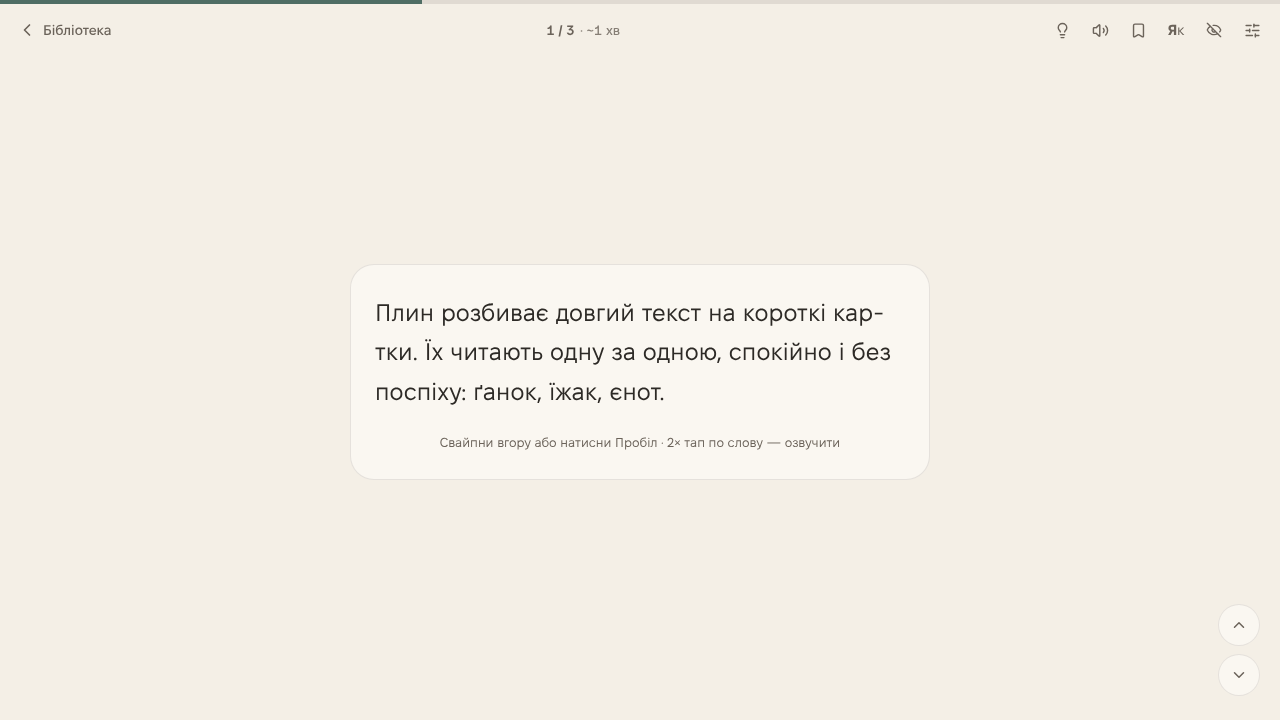 Бібліотека
1 / 3 · ~1 хв
Як
Плин розбиває довгий текст на короткі кар-
тки. Їх читають одну за одною, спокійно і без
поспіху: ґанок, їжак, єнот.
Свайпни вгору або натисни Пробіл · 2× тап по слову — озвучити